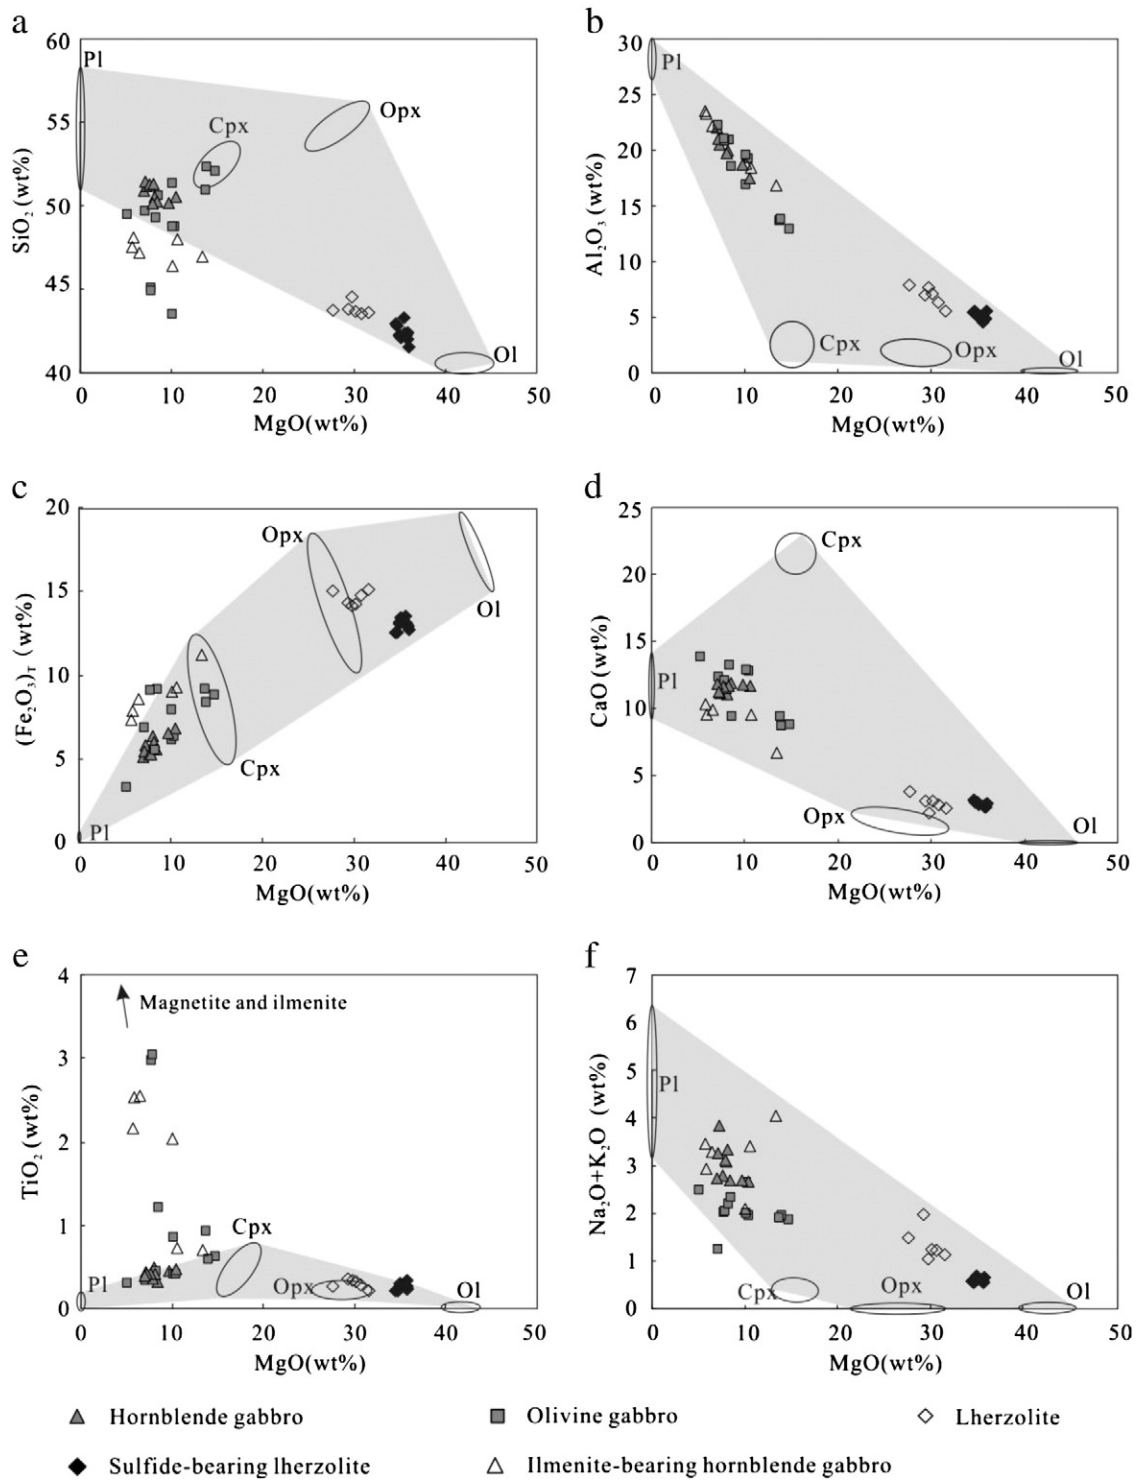 a
60
55
50
45
40
SiO2 (wt%)
Pl
Cpx
Opx
Ol
0 10 20 30 40 50
MgO(wt%)
b
30
25
20
15
10
5
0
Al2O3 (wt%)
Pl
Cpx
Opx
Ol
0 10 20 30 40 50
MgO(wt%)
c
20
15
10
5
0
(Fe2O3)T (wt%)
Opx
Ol
Cpx
Pl
0 10 20 30 40 50
MgO(wt%)
d
25
20
15
10
5
0
CaO (wt%)
Cpx
Pl
Opx
Ol
0 10 20 30 40 50
MgO(wt%)
e
4
3
2
1
0
TiO2 (wt%)
Magnetite and ilmenite
Cpx
Pl
Opx
Ol
0 10 20 30 40 50
MgO(wt%)
f
7
6
5
4
3
2
1
0
Na2O+K2O (wt%)
Pl
Cpx
Opx
Ol
0 10 20 30 40 50
MgO(wt%)
Hornblende gabbro
Olivine gabbro
Lherzolite
Sulfide-bearing lherzolite
Ilmenite-bearing hornblende gabbro